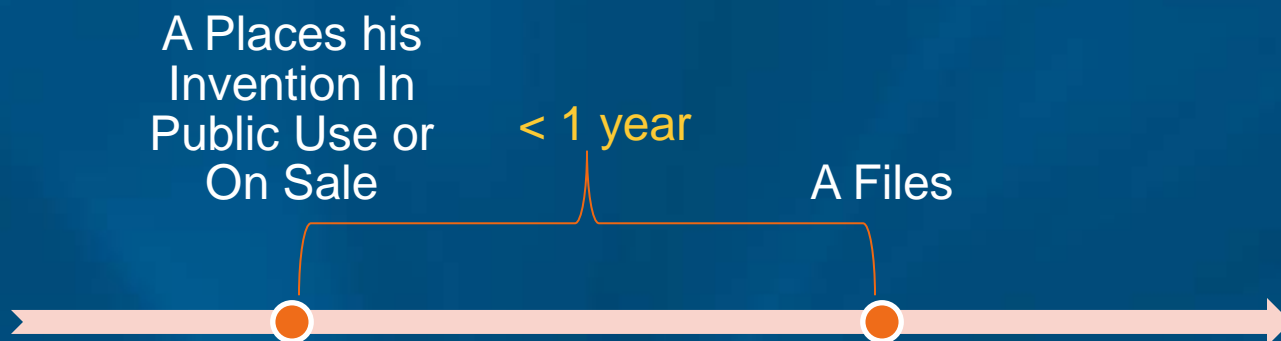 A Places his
Invention In
Public Use or
On Sale
< 1 year
A Files